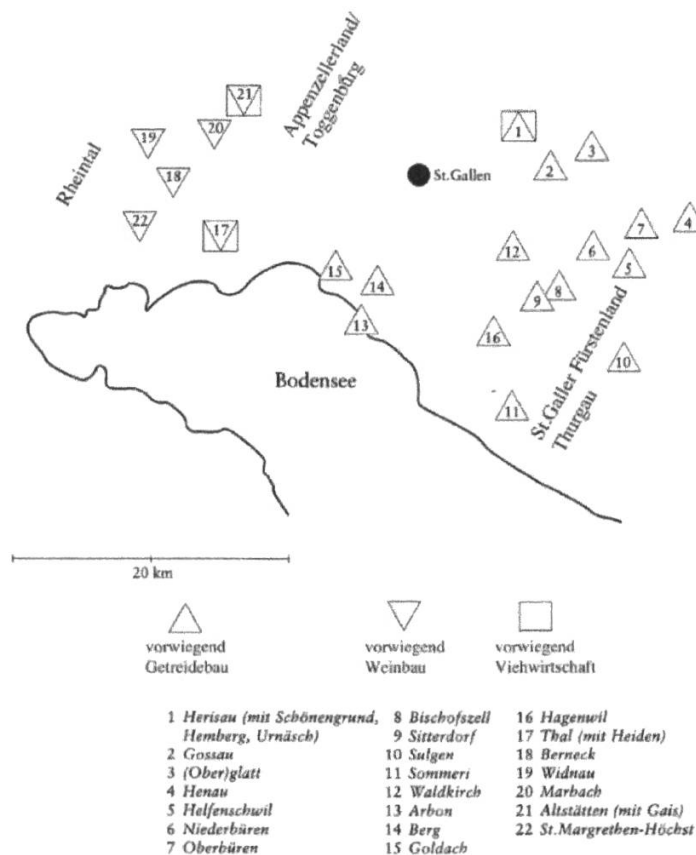 Appenzellerland/
Toggenburg
Rheintal
21
20
19
18
22
17
St.Gallen
1
2
3
4
7
6
5
12
8
9
16
10
11
15
14
13
St.Galler Fürstenland
Thurgau
Bodensee
20 km
vorwiegend
Getreidebau
vorwiegend
Weinbau
vorwiegend
Viehwirtschaft
1 Herisau (mit Schönengrund,
Hemberg, Urnäsch)
2 Gossau
3 (Ober)glatt
4 Henau
5 Helfenschwil
6 Niederbüren
7 Oberbüren
8 Bischofszell
9 Sitterdorf
10 Sulgen
11 Sommeri
12 Waldkirch
13 Arbon
14 Berg
15 Goldach
16 Hagenwil
17 Thal (mit Heiden)
18 Berneck
19 Widnau
20 Marbach
21 Altstätten (mit Gais)
22 St.Margrethen-Höchst